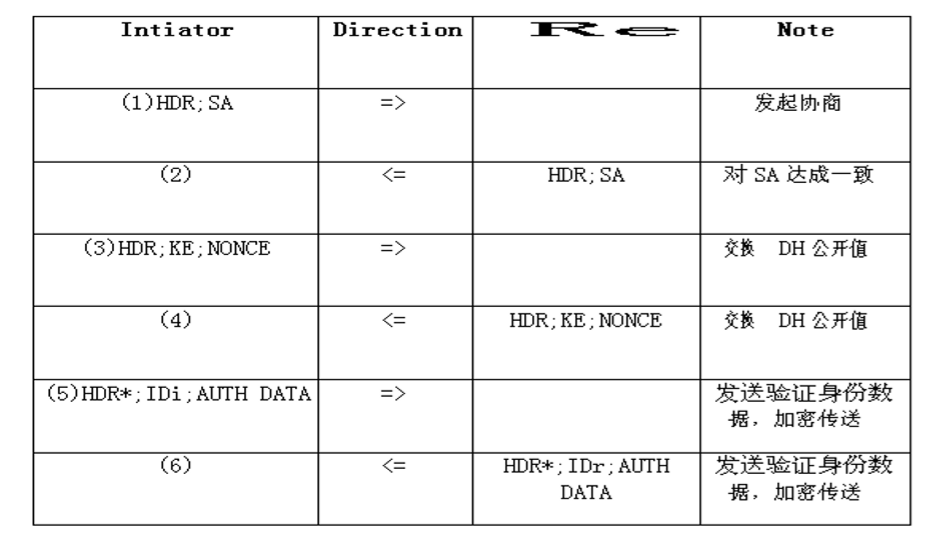 Intiator Direction Re Note
(1)HDR;SA => 发起协商
(2) <= HDR;SA 对 SA 达成一致
(3)HDR;KE;NONCE => 交换 DH 公开值
(4) <= HDR;KE;NONCE 交换 DH 公开值
(5)HDR*;IDi;AUTH DATA => 发送验证身份数
据，加密传送
(6) <= HDR*;IDr;AUTH 发送验证身份数
DATA 据，加密传送